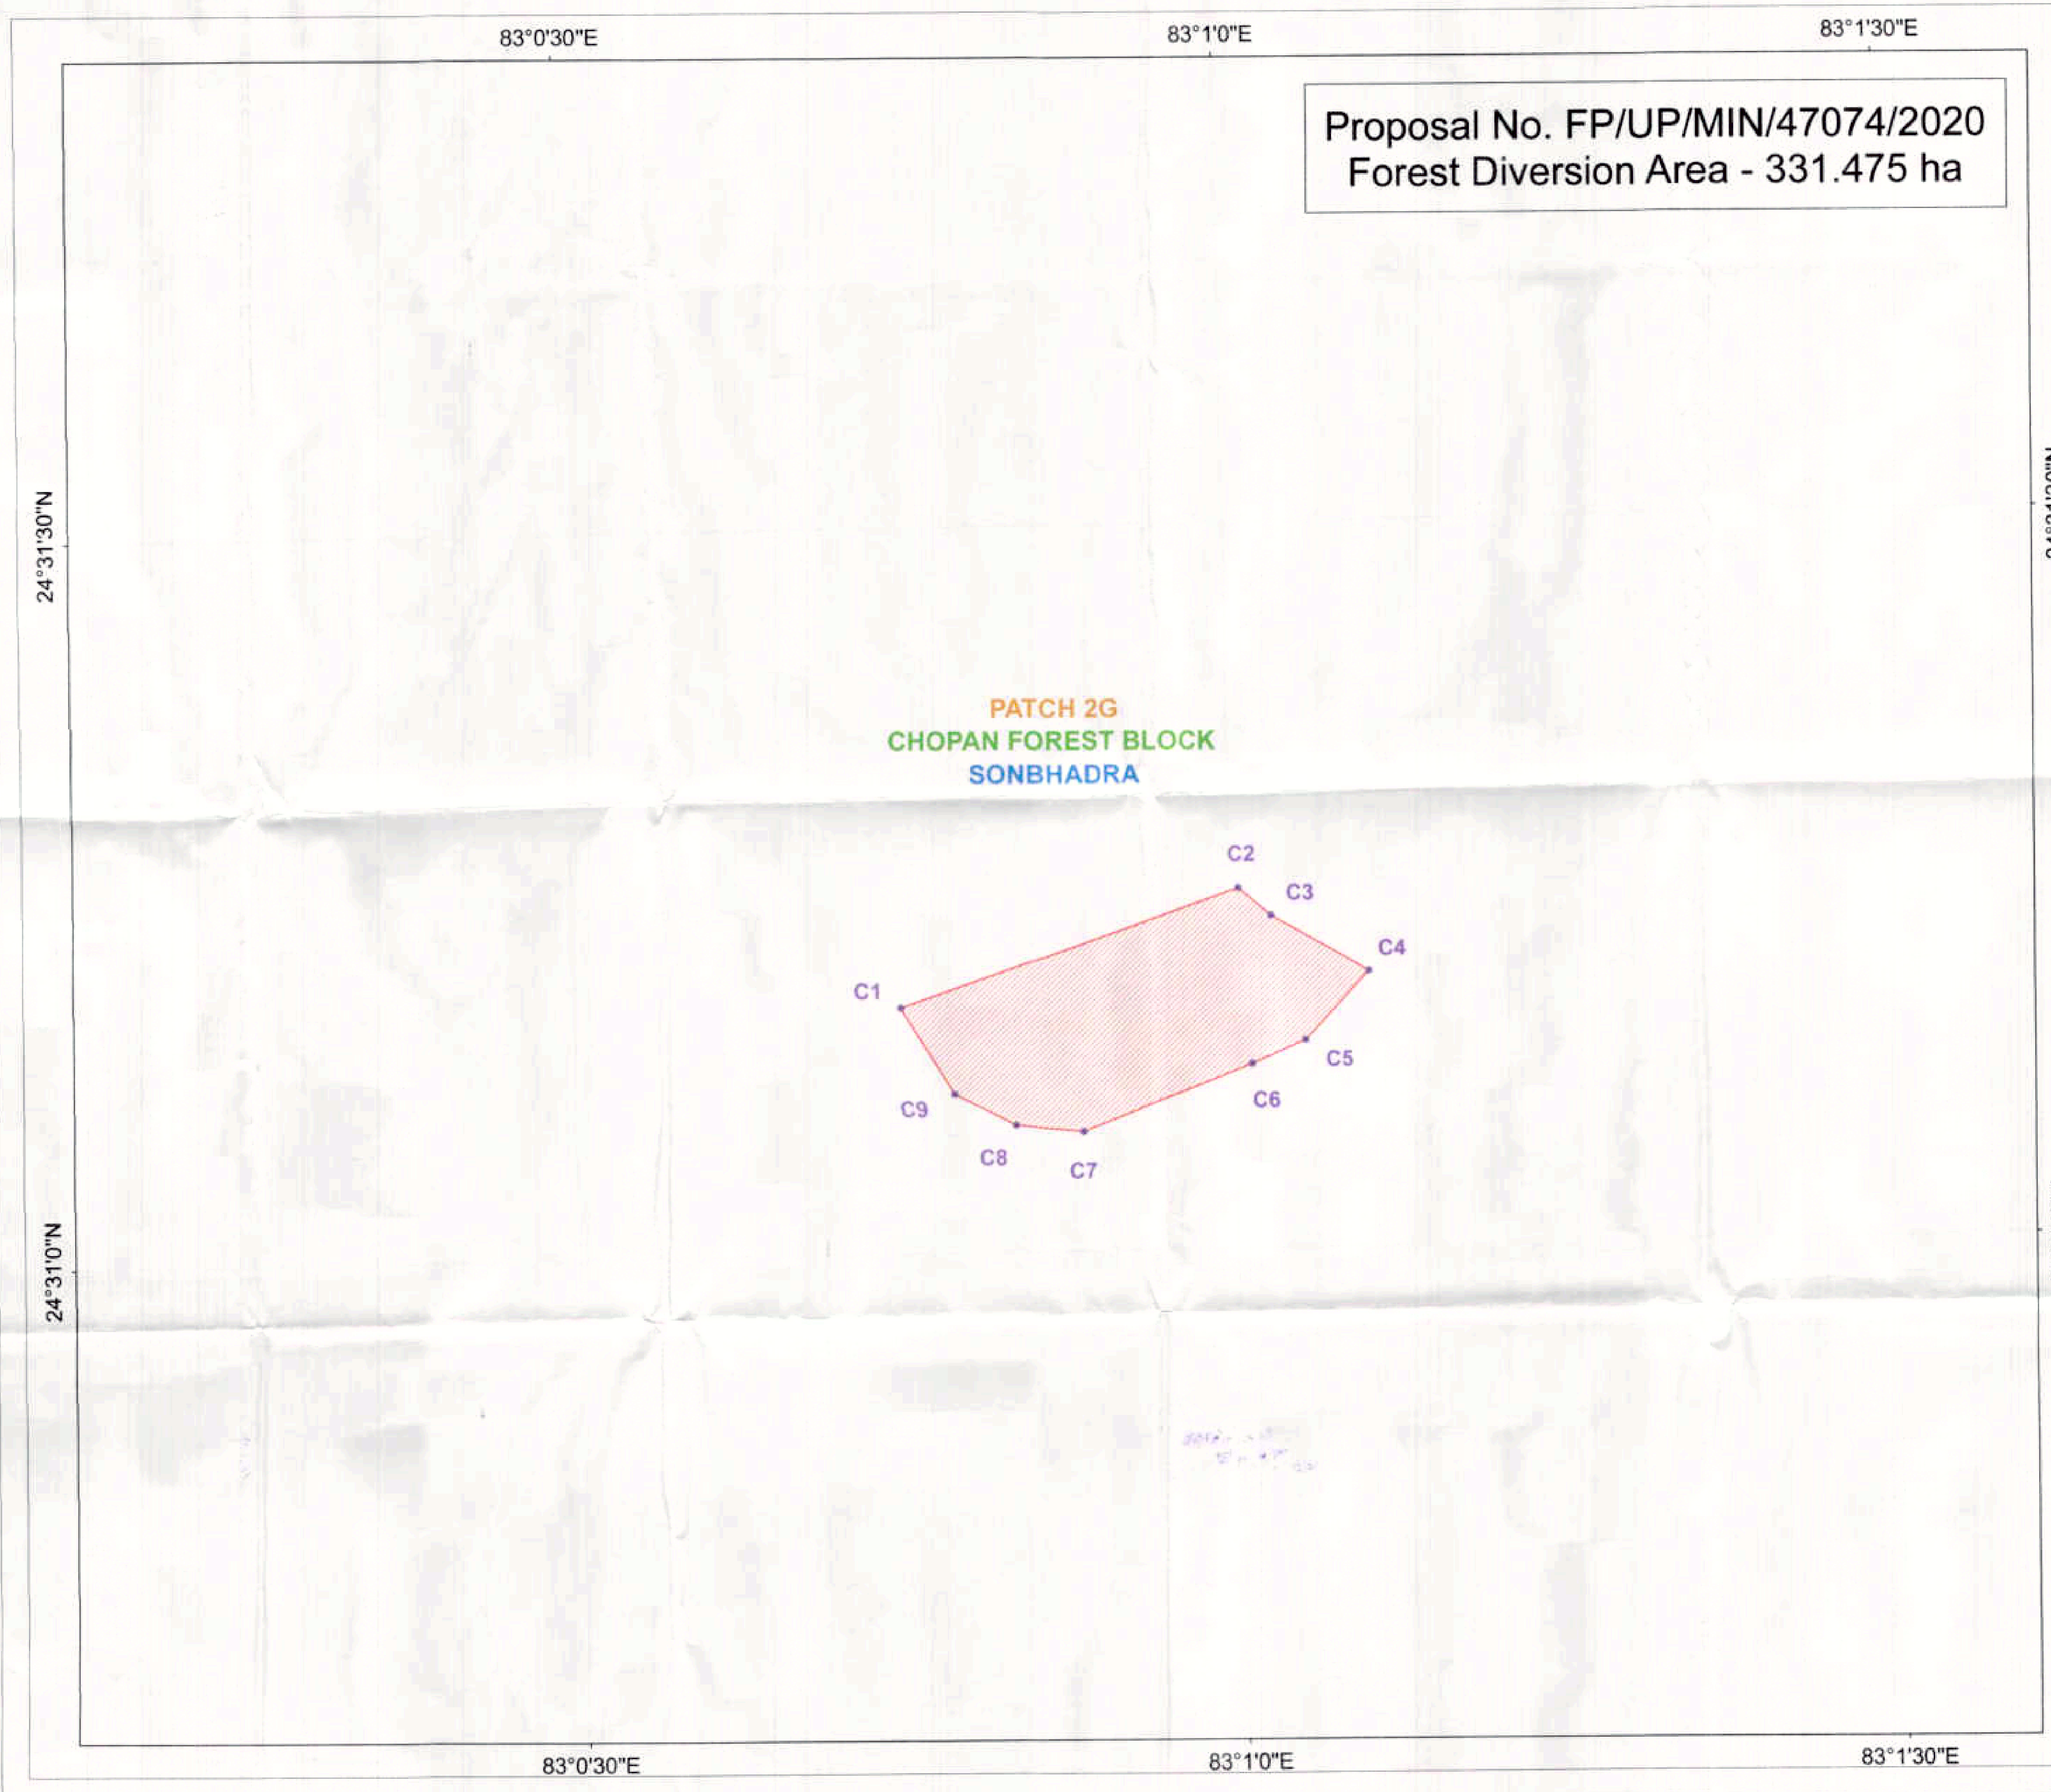 83°0'30"E
83°1'0"E
83°1'30"E
Proposal No. FP/UP/MIN/47074/2020
Forest Diversion Area - 331.475 ha
24°31'30"N
PATCH 2G
CHOPAN FOREST BLOCK
SONBHADRA
C2
C3
C4
C1
C5
C6
C9
C8
C7
24°31'0"N
83°0'30"E
83°1'0"E
83°1'30"E